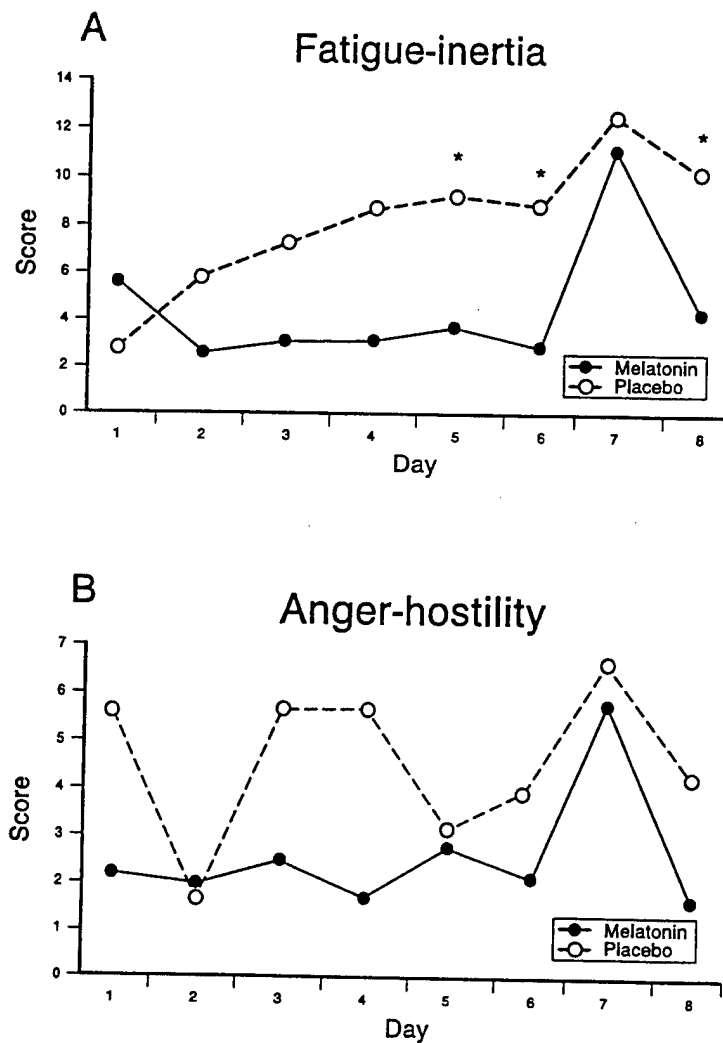 A
Fatigue-inertia
14
12
10
8
6
4
2
0
Score
* * *
Melatonin
Placebo
1 2 3 4 5 6 7 8
Day
B
Anger-hostility
7
6
5
4
3
2
1
0
Score
Melatonin
Placebo
1 2 3 4 5 6 7 8
Day